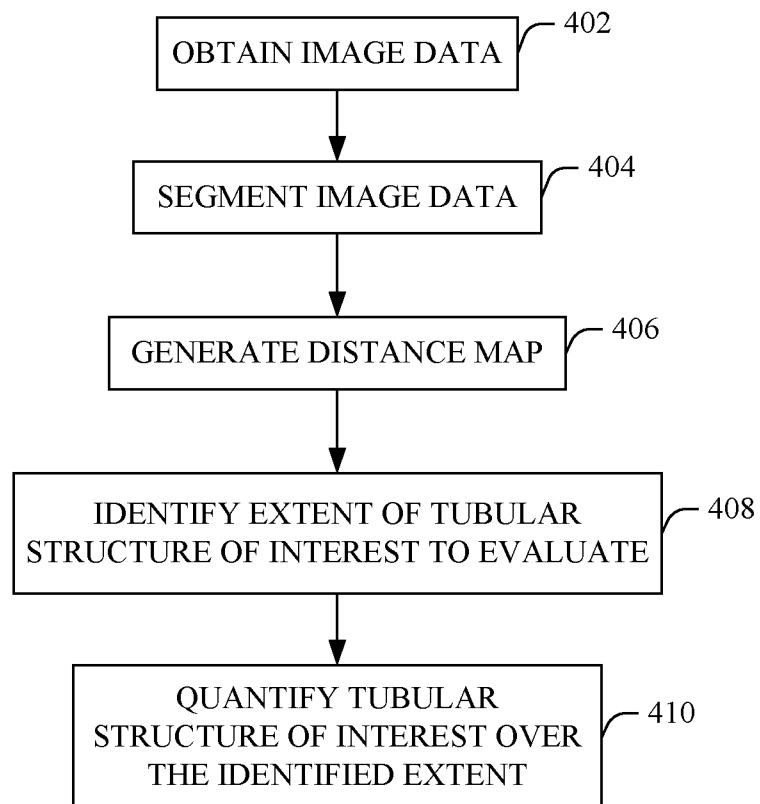 OBTAIN IMAGE DATA
402
SEGMENT IMAGE DATA
404
GENERATE DISTANCE MAP
406
IDENTIFY EXTENT OF TUBULAR
STRUCTURE OF INTEREST TO EVALUATE
408
QUANTIFY TUBULAR
STRUCTURE OF INTEREST OVER
THE IDENTIFIED EXTENT
410